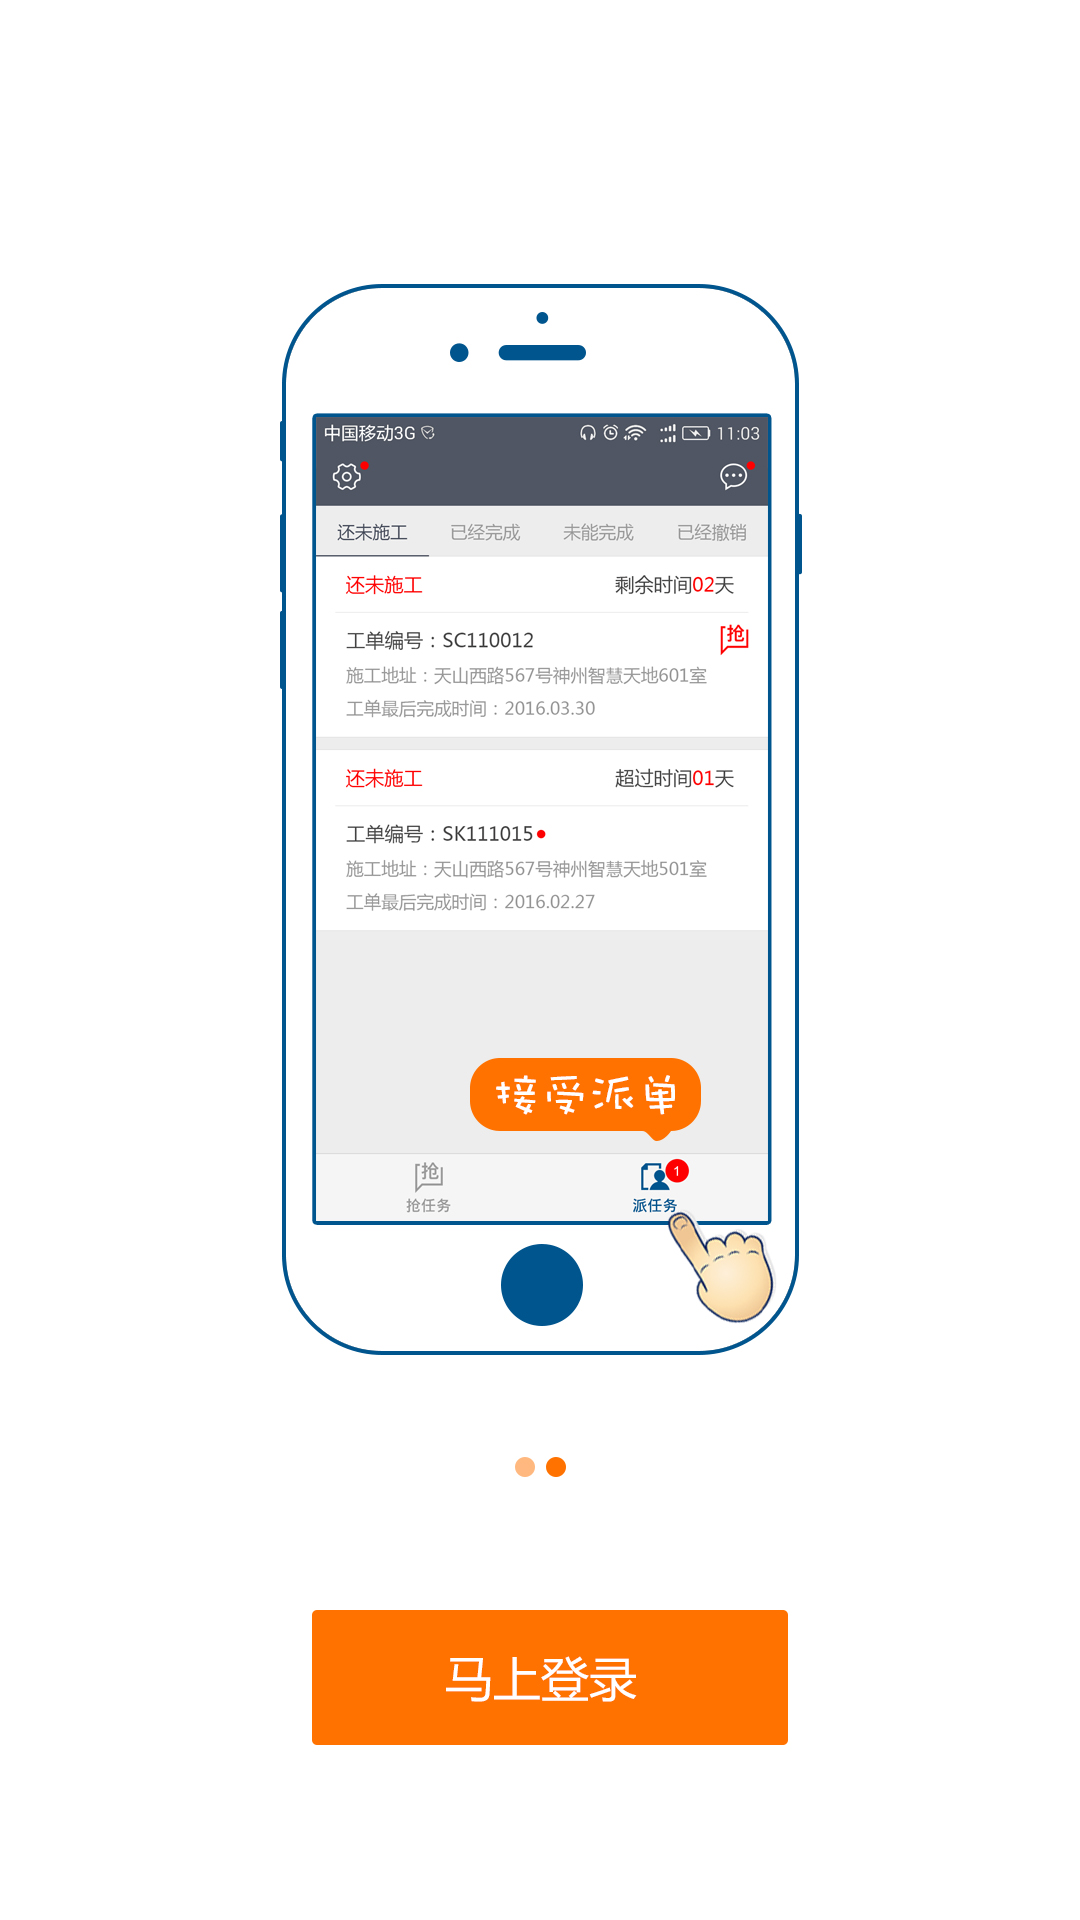 中国移动3G 11:03
还未施工 已经完成 未能完成 已经撤销
还未施工 剩余时间02天
工单编号：SC110012 抢
施工地址：天山西路567号神州智慧天地601室
工单最后完成时间：2016.03.30
还未施工 超过时间01天
工单编号：SK111015
施工地址：天山西路567号神州智慧天地501室
工单最后完成时间：2016.02.27
接受派单
抢 1
抢任务 派任务
马上登录